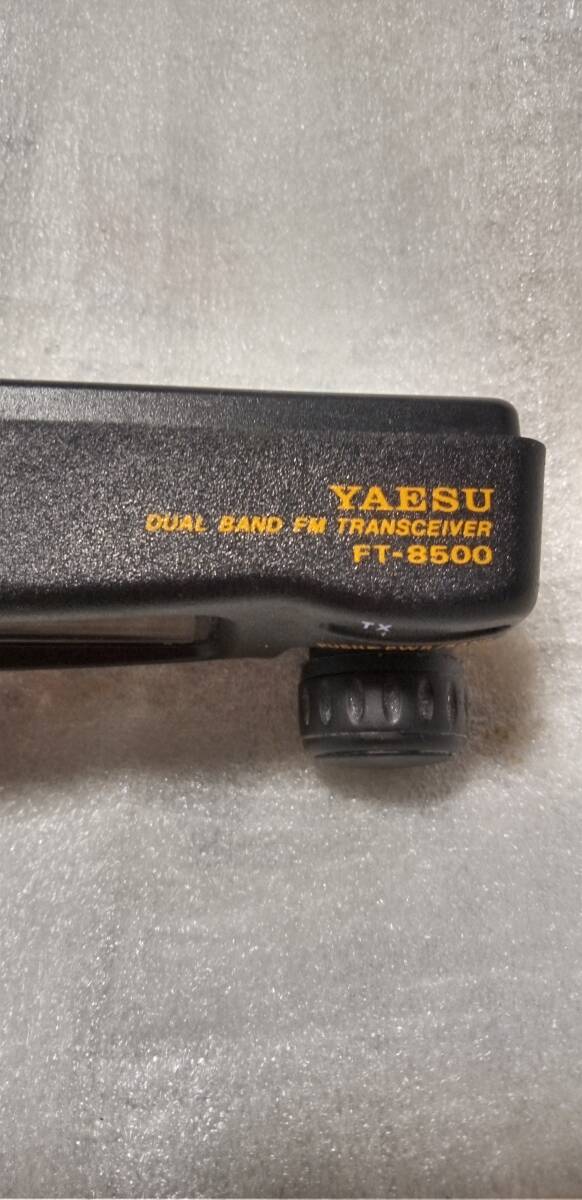 YAESU
DUAL BAND FM TRANSCEIVER
FT-8500
TX